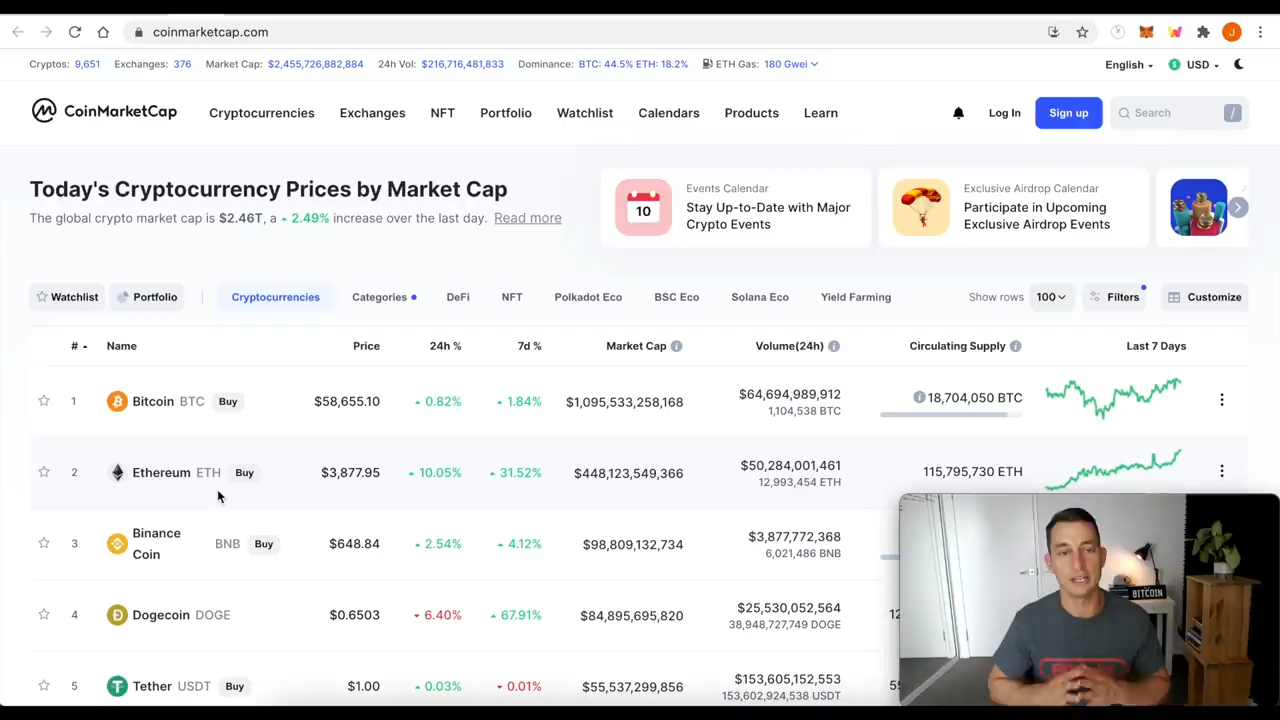 coinmarketcap.com
J
Cryptos: 9,651 Exchanges: 376 Market Cap: $2,455,726,882,884 24h Vol: $216,716,481,833 Dominance: BTC: 44.5% ETH: 18.2% ETH Gas: 180 Gwei English USD
CoinMarketCap Cryptocurrencies Exchanges NFT Portfolio Watchlist Calendars Products Learn Log In Sign up Search /
Today's Cryptocurrency Prices by Market Cap
The global crypto market cap is $2.46T, a 2.49% increase over the last day. Read more
10
Events Calendar
Stay Up-to-Date with Major
Crypto Events
Exclusive Airdrop Calendar
Participate in Upcoming
Exclusive Airdrop Events
Watchlist Portfolio Cryptocurrencies Categories DeFi NFT Polkadot Eco BSC Eco Solana Eco Yield Farming Show rows 100 Filters Customize
# Name Price 24h % 7d % Market Cap Volume(24h) Circulating Supply Last 7 Days
1 Bitcoin BTC Buy $58,655.10 0.82% 1.84% $1,095,533,258,168 $64,694,989,912 18,704,050 BTC
1,104,538 BTC
2 Ethereum ETH Buy $3,877.95 10.05% 31.52% $448,123,549,366 $50,284,001,461 115,795,730 ETH
12,993,454 ETH
3 Binance Coin BNB Buy $648.84 2.54% 4.12% $98,809,132,734 $3,877,772,368
6,021,486 BNB
4 Dogecoin DOGE $0.6503 6.40% 67.91% $84,895,695,820 $25,530,052,564 12
38,948,727,749 DOGE
5 Tether USDT Buy $1.00 0.03% 0.01% $55,537,299,856 $153,605,152,553
153,602,924,538 USDT
BITCOIN